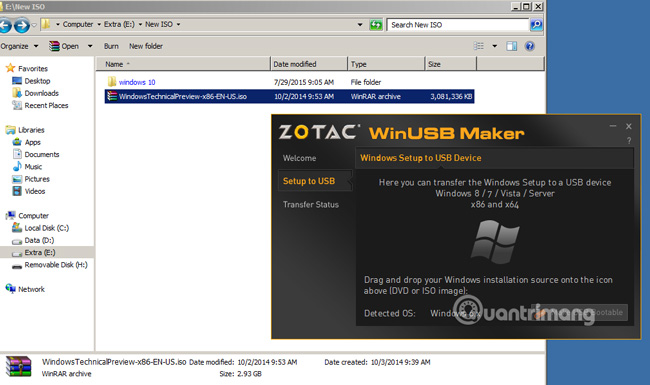 E:\New ISO
Computer Extra (E:) New ISO
Search New ISO
Organize Open Burn New folder
Name Date modified Type Size
Favorites
Desktop
Downloads
Recent Places
Libraries
Apps
Documents
Music
Pictures
Videos
Computer
Local Disk (C:)
Data (D:)
Extra (E:)
Removable Disk (H:)
Network
windows 10 7/29/2015 9:05 AM File folder
WindowsTechnicalPreview-x86-EN-US.iso 10/2/2014 9:53 AM WinRAR archive 3,081,336 KB
ZOTAC WinUSB Maker
?
Welcome
Setup to USB
Transfer Status
Windows Setup to USB Device
Here you can transfer the Windows Setup to a USB device
Windows 8 / 7 / Vista / Server
x86 and x64
Drag and drop your Windows installation source onto the icon
above (DVD or ISO image):
Detected OS: Windows
Bootable
Quantrimang
WindowsTechnicalPreview-x86-EN-US.iso Date modified: 10/2/2014 9:53 AM Date created: 10/3/2014 9:39 AM
WinRAR archive Size: 2.93 GB